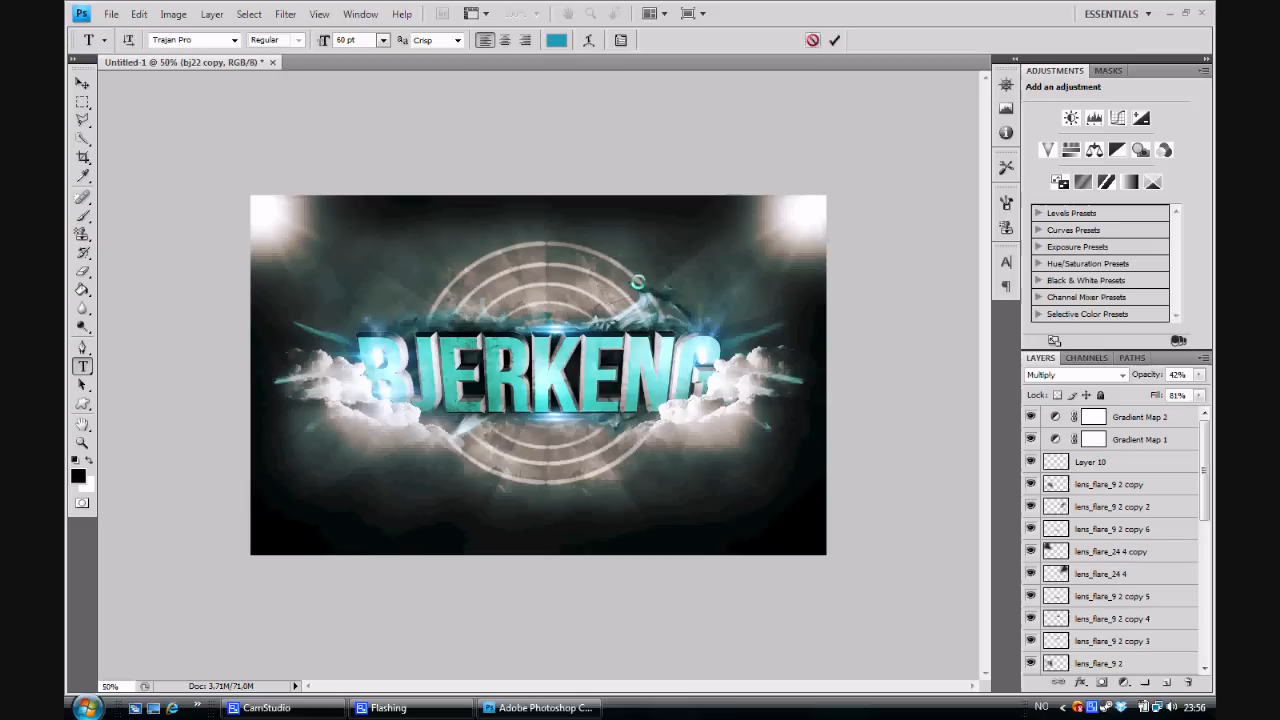 Ps File Edit Image Layer Select Filter View Window Help 100% ESSENTIALS
T Trajan Pro Regular 60 pt aa Crisp
Untitled-1 @ 50% (bj22 copy, RGB/8) *
ADJUSTMENTS MASKS
Add an adjustment
Levels Presets
Curves Presets
Exposure Presets
Hue/Saturation Presets
Black & White Presets
Channel Mixer Presets
Selective Color Presets
BJERKENG
LAYERS CHANNELS PATHS
Multiply Opacity: 42%
Lock: Fill: 81%
Gradient Map 2
Gradient Map 1
Layer 10
lens_flare_9 2 copy
lens_flare_9 2 copy 2
lens_flare_9 2 copy 6
lens_flare_24 4 copy
lens_flare_24 4
lens_flare_9 2 copy 5
lens_flare_9 2 copy 4
lens_flare_9 2 copy 3
lens_flare_9 2
50% Doc: 3,71M/71,0M
CamStudio Flashing Adobe Photoshop C... NO 23:56